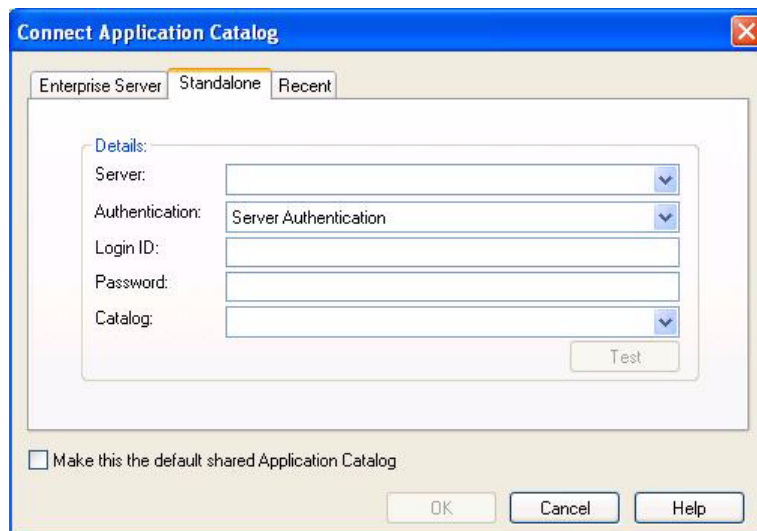 Connect Application Catalog
Enterprise Server Standalone Recent
Details:
Server:
Authentication: Server Authentication
Login ID:
Password:
Catalog:
Test
Make this the default shared Application Catalog
OK Cancel Help